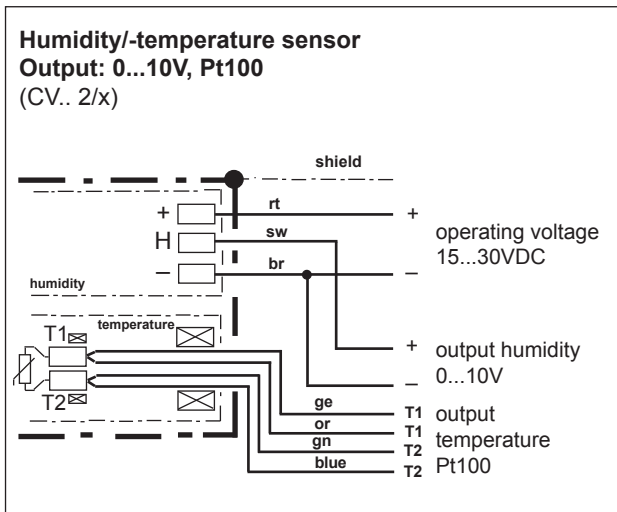 Humidity/-temperature sensor
Output: 0...10V, Pt100
(CV.. 2/x)
shield
+ rt +
H sw
operating voltage
15...30VDC
– br –
humidity
temperature
T1
T2
+ output humidity
– 0...10V
ge T1 output
or T1
temperature
gn T2
blue T2 Pt100